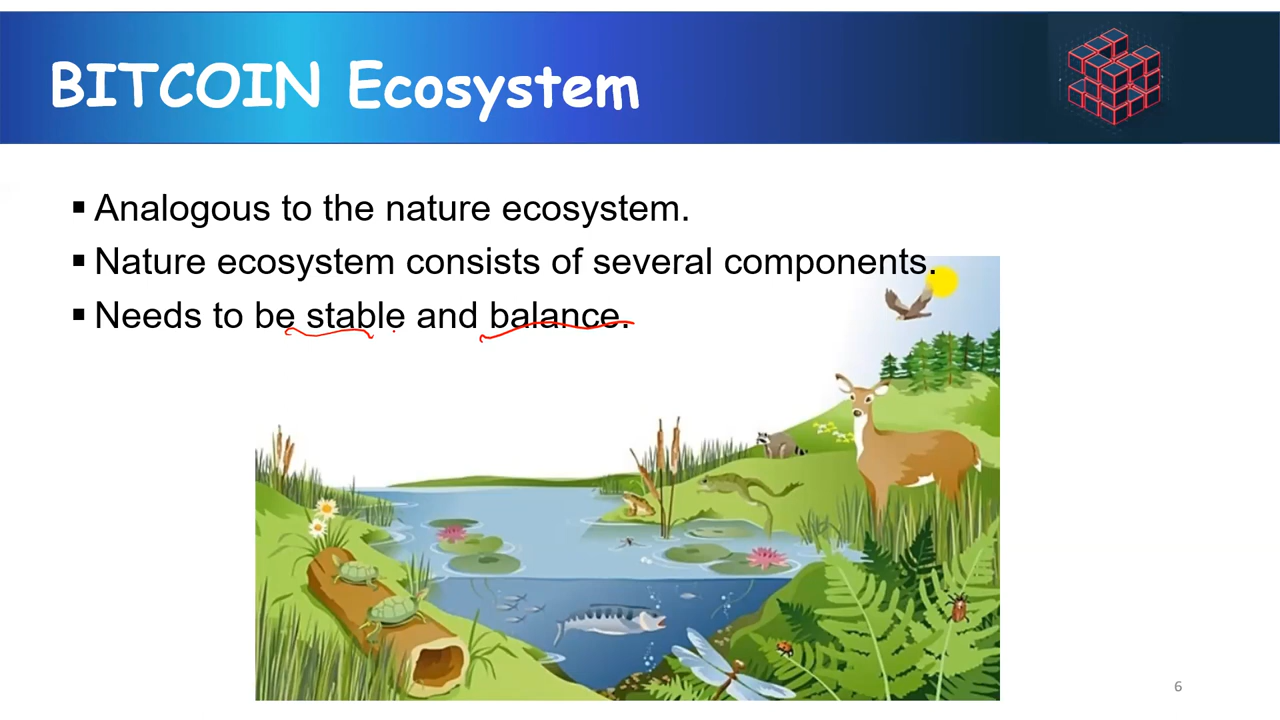 BITCOIN Ecosystem
▪ Analogous to the nature ecosystem.
▪ Nature ecosystem consists of several components.
▪ Needs to be stable and balance.
6